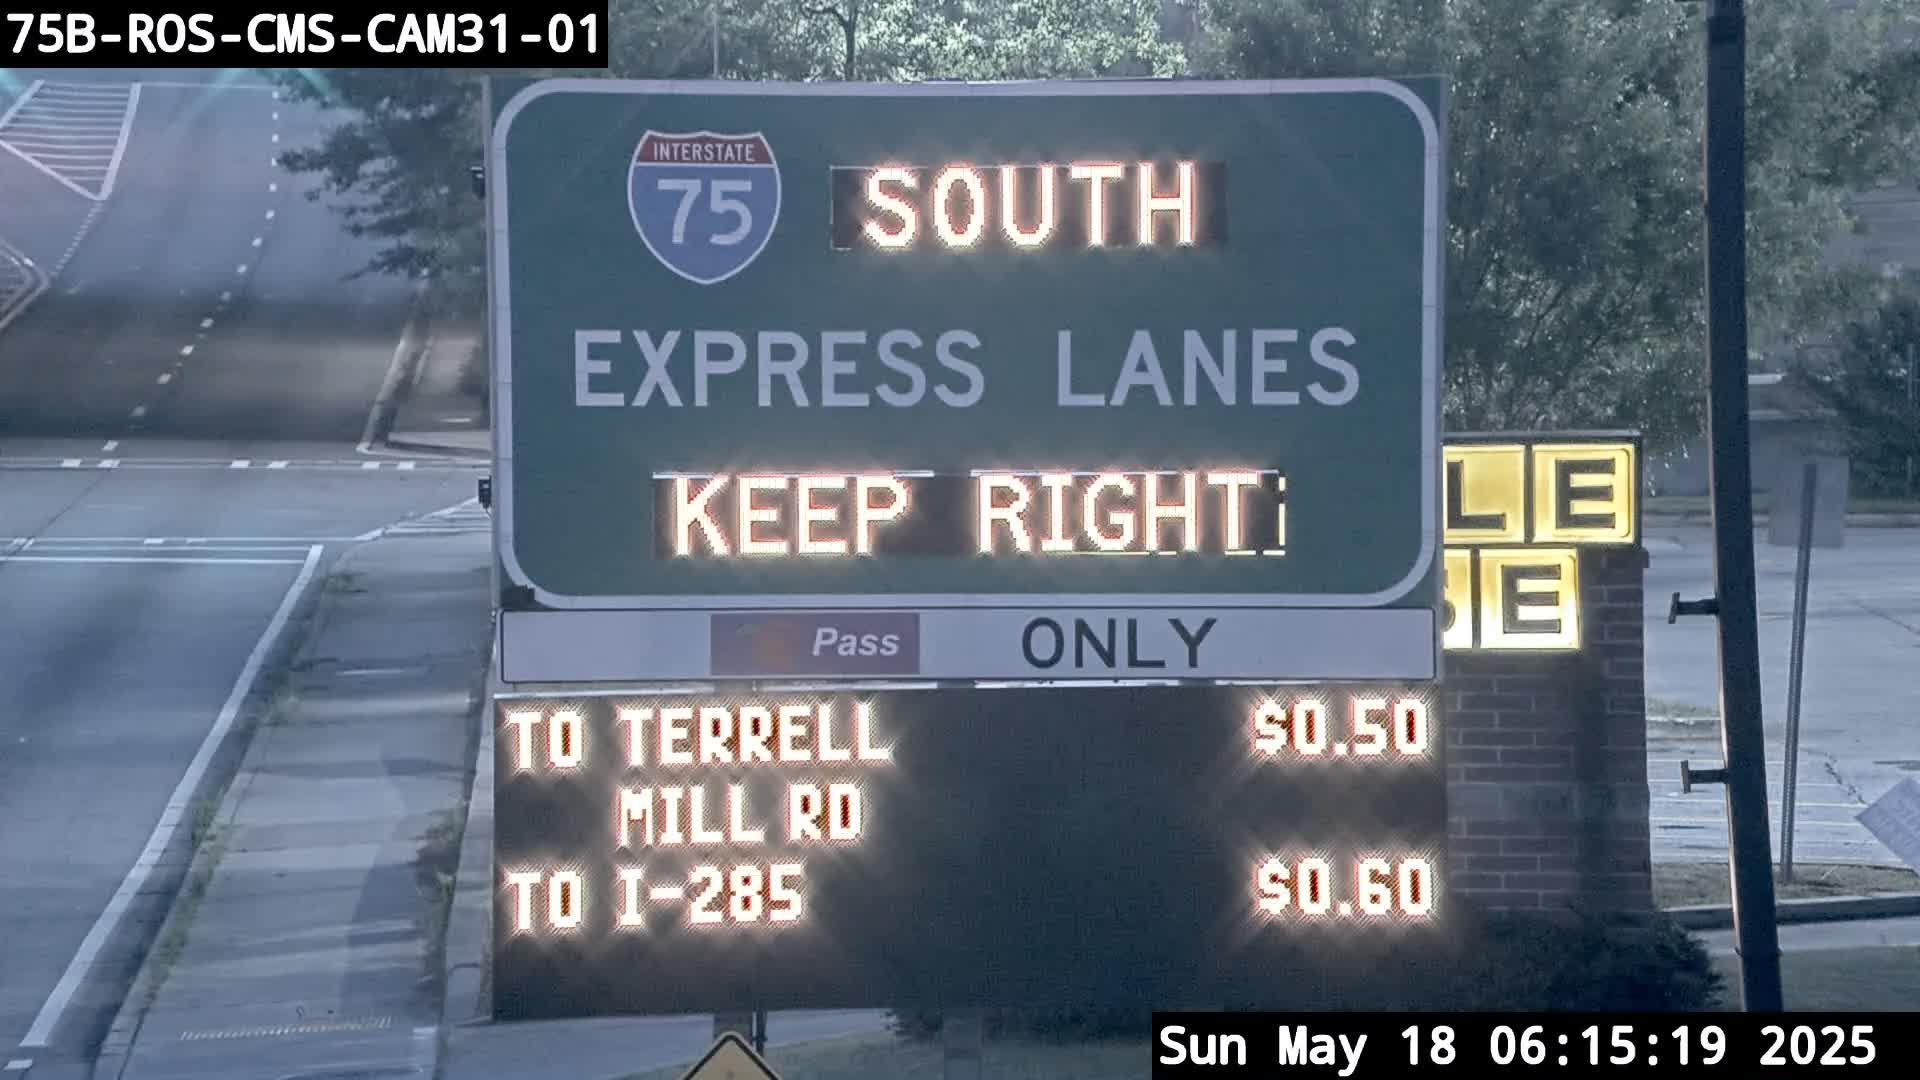 75B-ROS-CMS-CAM31-01
INTERSTATE
75
SOUTH
EXPRESS LANES
KEEP RIGHT
Pass ONLY
TO TERRELL $0.50
MILL RD
TO I-285 $0.60
LE
E
Sun May 18 06:15:19 2025